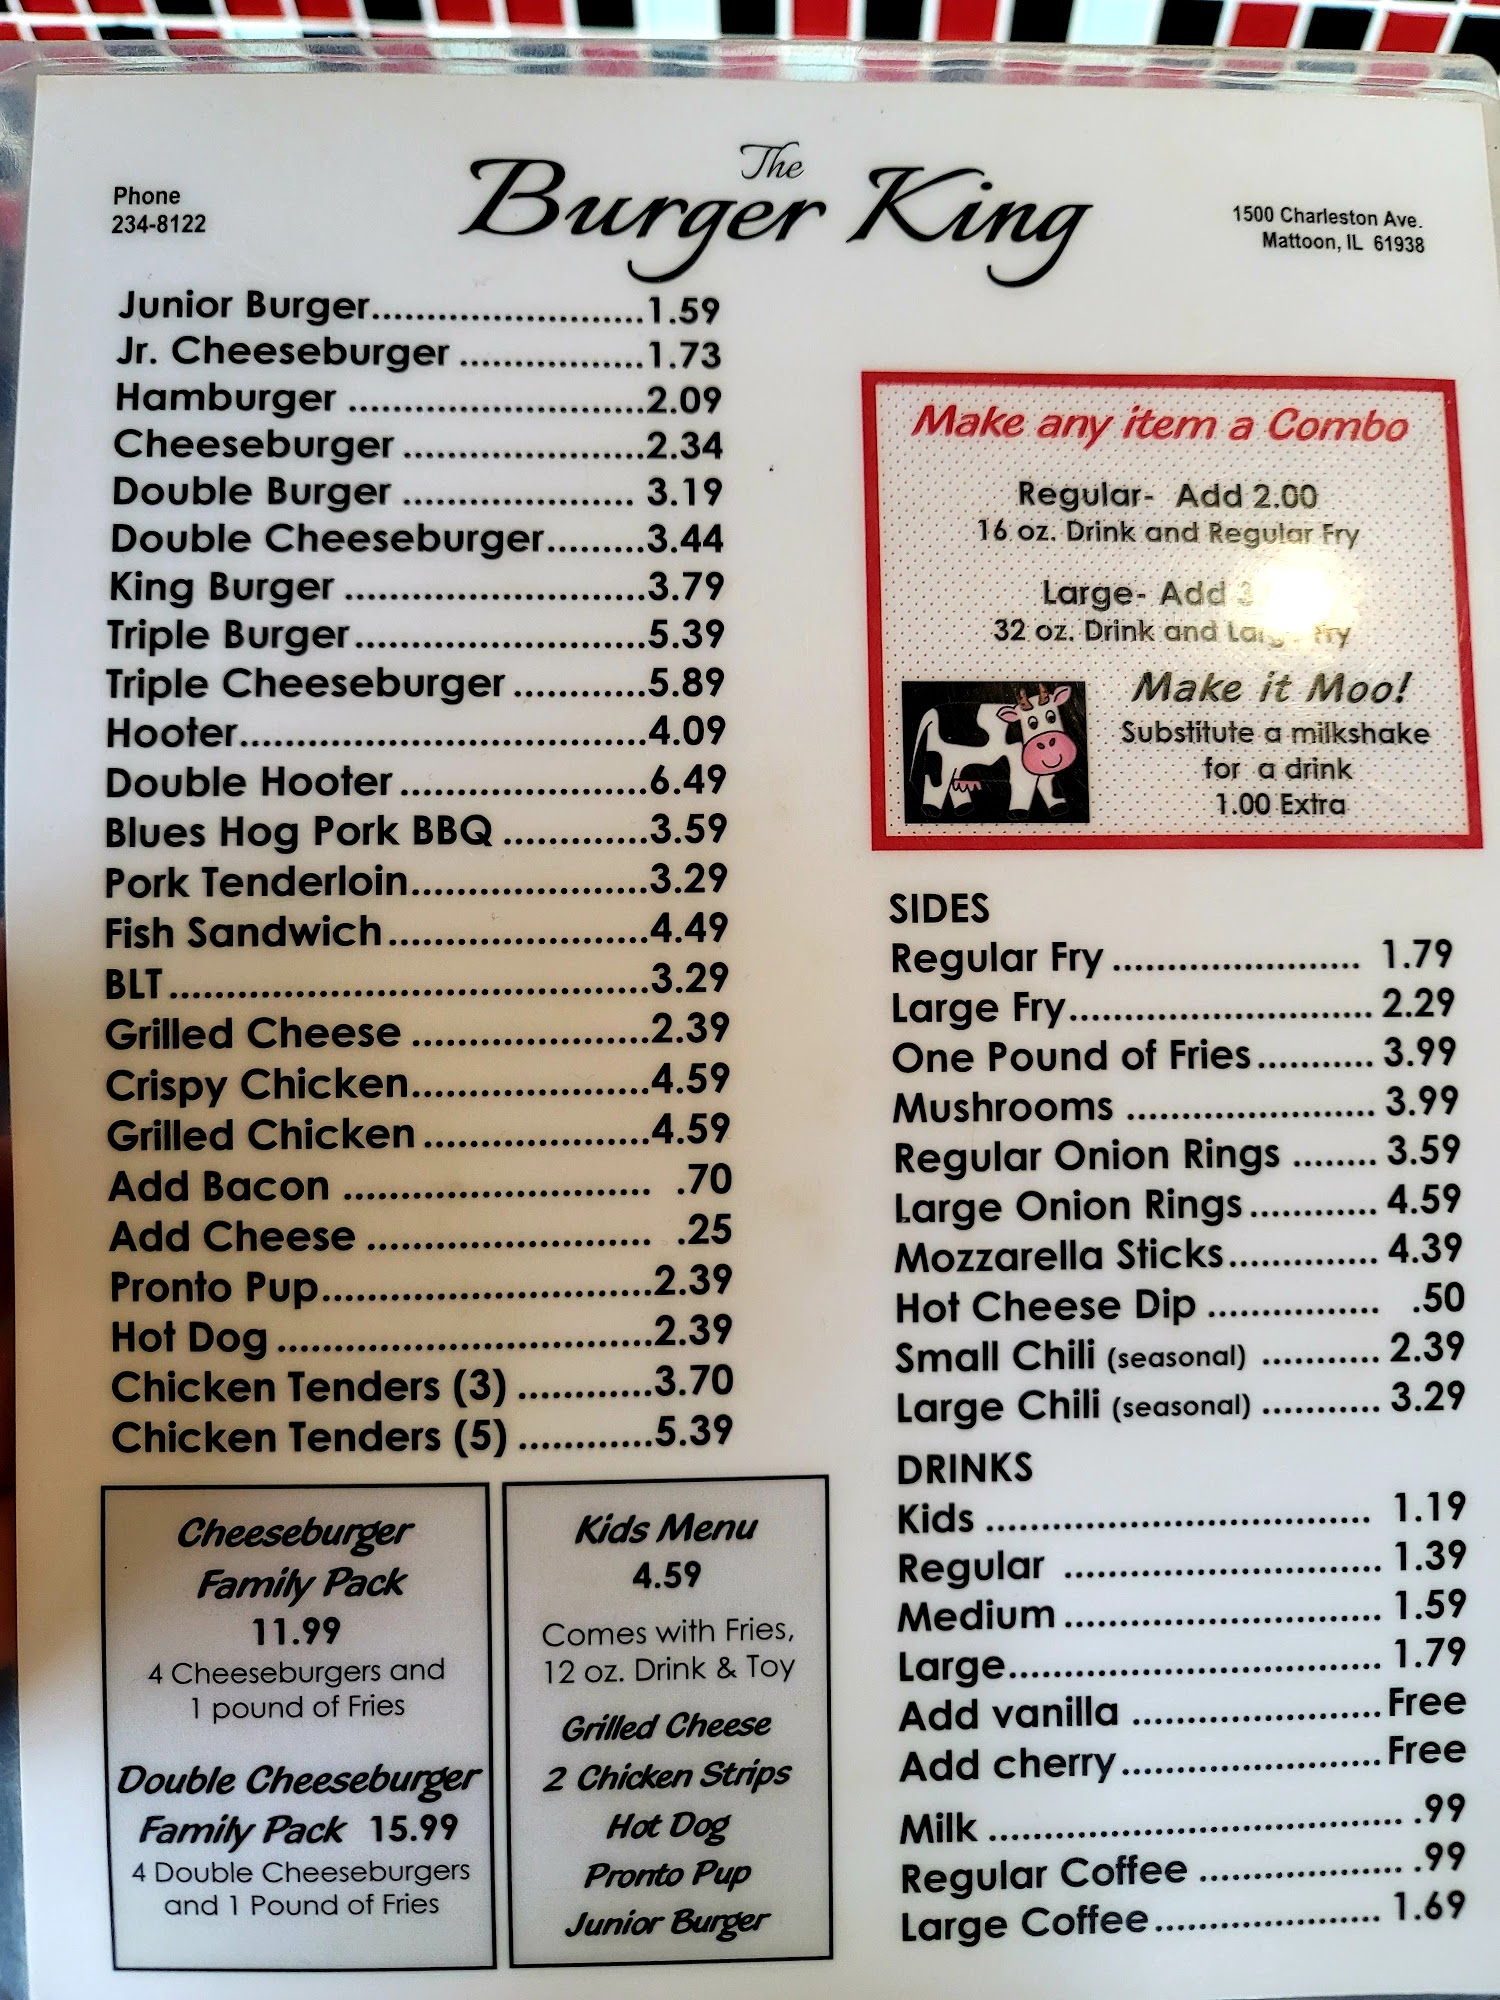 The
Burger King
Phone
234-8122
1500 Charleston Ave.
Mattoon, IL 61938
Junior Burger..........................1.59
Jr. Cheeseburger .................1.73
Hamburger ...........................2.09
Cheeseburger ......................2.34
Double Burger ..................... 3.19
Double Cheeseburger.........3.44
King Burger ...........................3.79
Triple Burger..........................5.39
Triple Cheeseburger ............5.89
Hooter.....................................4.09
Double Hooter ......................6.49
Blues Hog Pork BBQ .............3.59
Pork Tenderloin.....................3.29
Fish Sandwich.......................4.49
BLT..........................................3.29
Grilled Cheese .....................2.39
Crispy Chicken.....................4.59
Grilled Chicken ....................4.59
Add Bacon ........................... .70
Add Cheese ......................... .25
Pronto Pup.............................2.39
Hot Dog .................................2.39
Chicken Tenders (3) ............3.70
Chicken Tenders (5) ............5.39
Cheeseburger
Family Pack
11.99
4 Cheeseburgers and
1 pound of Fries
Double Cheeseburger
Family Pack 15.99
4 Double Cheeseburgers
and 1 Pound of Fries
Kids Menu
4.59
Comes with Fries,
12 oz. Drink & Toy
Grilled Cheese
2 Chicken Strips
Hot Dog
Pronto Pup
Junior Burger
Make any item a Combo
Regular- Add 2.00
16 oz. Drink and Regular Fry
Large- Add
32 oz. Drink and Large Fry
Make it Moo!
Substitute a milkshake
for a drink
1.00 Extra
SIDES
Regular Fry ....................... 1.79
Large Fry............................ 2.29
One Pound of Fries........... 3.99
Mushrooms ....................... 3.99
Regular Onion Rings ........ 3.59
Large Onion Rings............ 4.59
Mozzarella Sticks.............. 4.39
Hot Cheese Dip ................ .50
Small Chili (seasonal) ........... 2.39
Large Chili (seasonal) ........... 3.29
DRINKS
Kids ................................... 1.19
Regular ............................. 1.39
Medium ............................. 1.59
Large.................................. 1.79
Add vanilla .......................Free
Add cherry........................Free
Milk ...................................... .99
Regular Coffee ................... .99
Large Coffee..................... 1.69